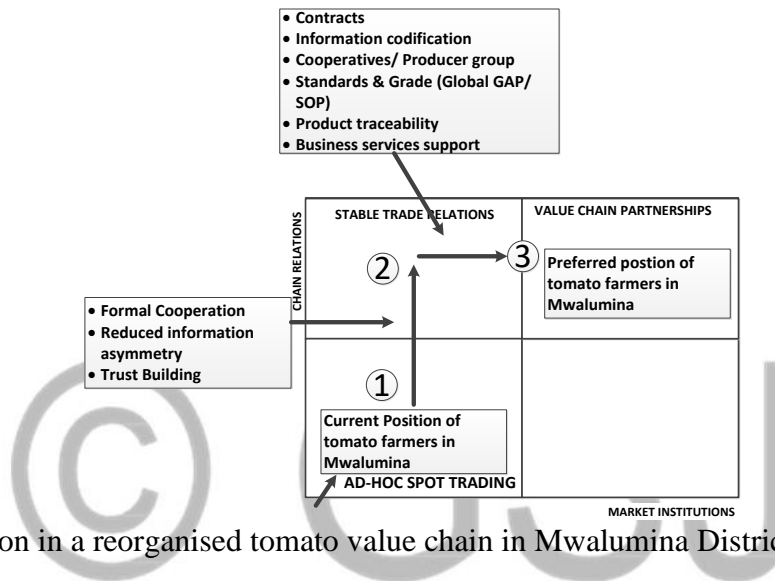 • Contracts
• Information codification
• Cooperatives/ Producer group
• Standards & Grade (Global GAP/
SOP)
• Product traceability
• Business services support
STABLE TRADE RELATIONS
VALUE CHAIN PARTNERSHIPS
CHAIN RELATIONS
2
3
Preferred postion of
tomato farmers in
Mwalumina
• Formal Cooperation
• Reduced information
asymmetry
• Trust Building
1
Current Position of
tomato farmers in
Mwalumina
AD-HOC SPOT TRADING
MARKET INSTITUTIONS
on in a reorganised tomato value chain in Mwalumina Distric
©